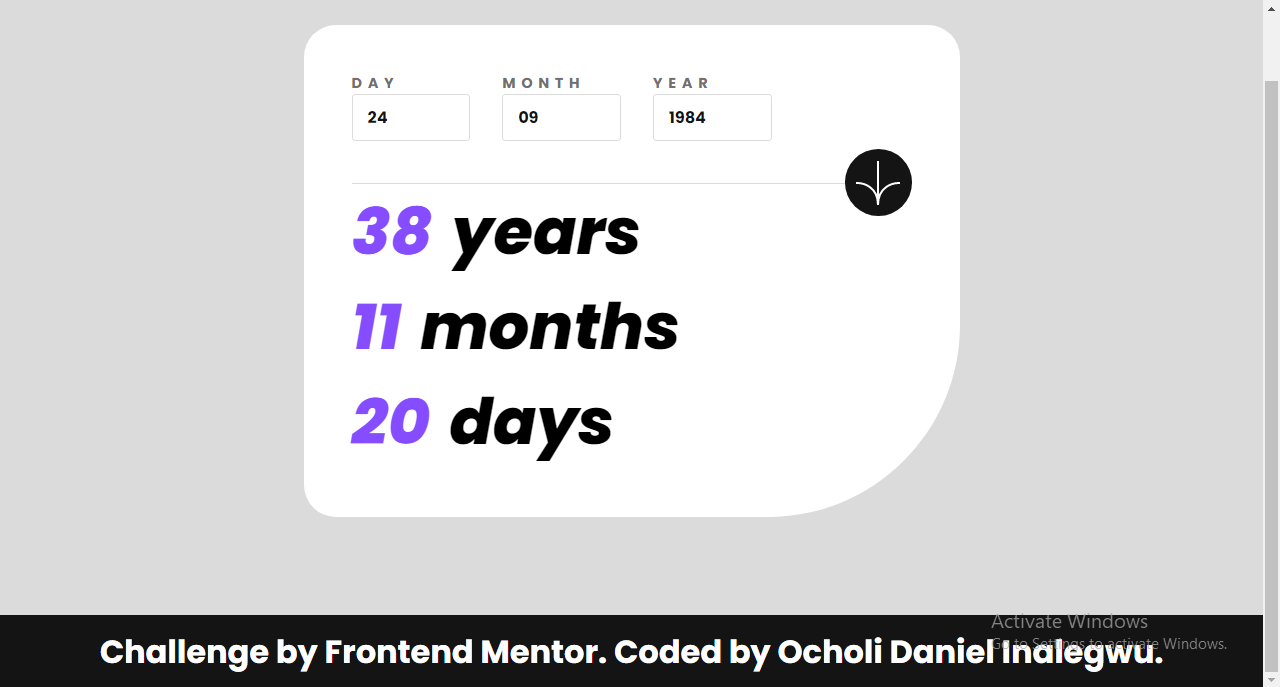 DAY MONTH YEAR
24 09 1984
38 years
11 months
20 days
Activate Windows
Go to Settings to activate Windows.
Challenge by Frontend Mentor. Coded by Ocholi Daniel Indlegwu.